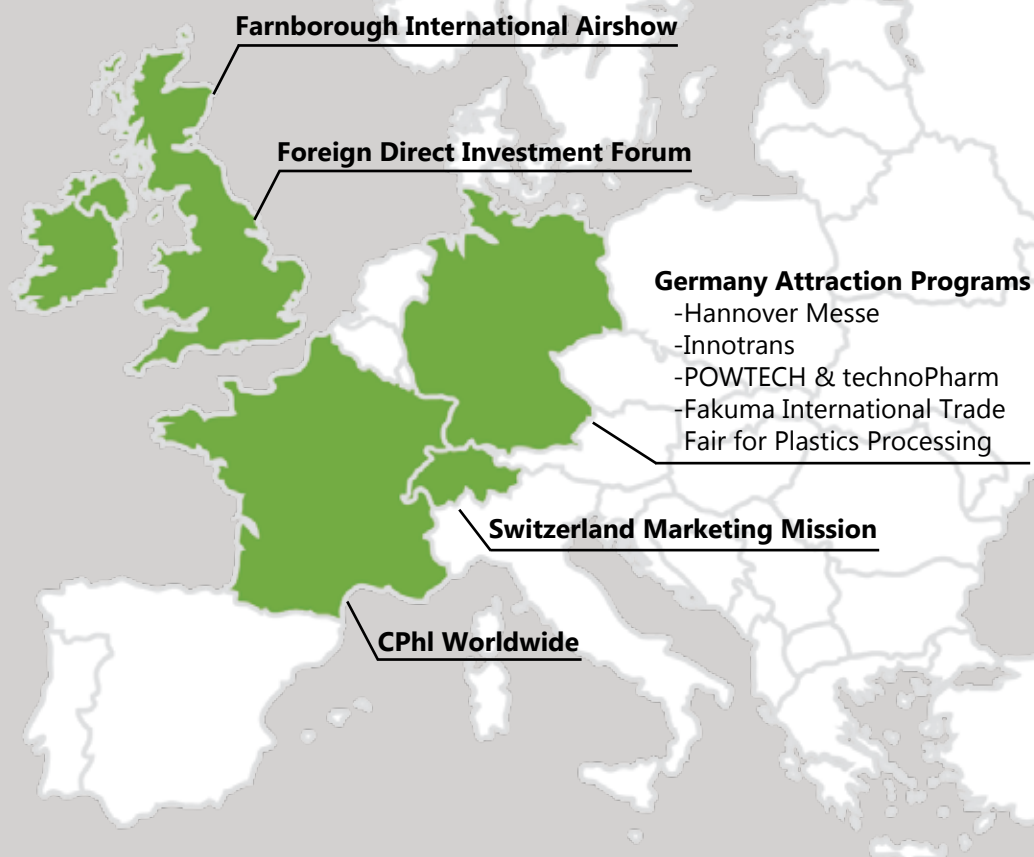 Farnborough International Airshow
Foreign Direct Investment Forum
Germany Attraction Programs
-Hannover Messe
-Innotrans
-POWTECH & technoPharm
-Fakuma International Trade
Fair for Plastics Processing
Switzerland Marketing Mission
CPhl Worldwide